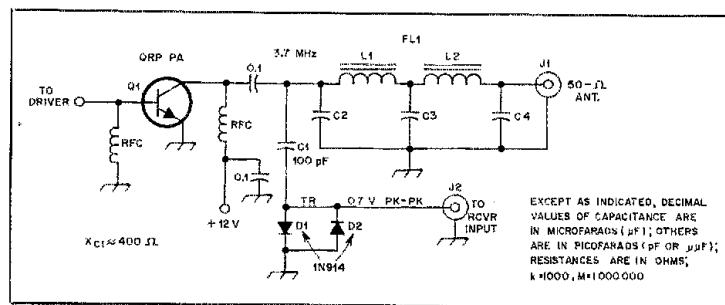 QRP PA
Q1
TO DRIVER
RFC
RFC
0.1
0.1
+12V
3.7 MHz
FL1
L1
L2
J1
50-Ω ANT.
C2
C3
C4
C1
100 pF
TR
0.7 V PK-PK
J2
TO RCVR INPUT
D1
D2
1N914
XC1 ≈ 400 Ω
EXCEPT AS INDICATED, DECIMAL
VALUES OF CAPACITANCE ARE
IN MICROFARADS (µF); OTHERS
ARE IN PICOFARADS (pF OR µµF);
RESISTANCES ARE IN OHMS;
k=1000, M=1000000